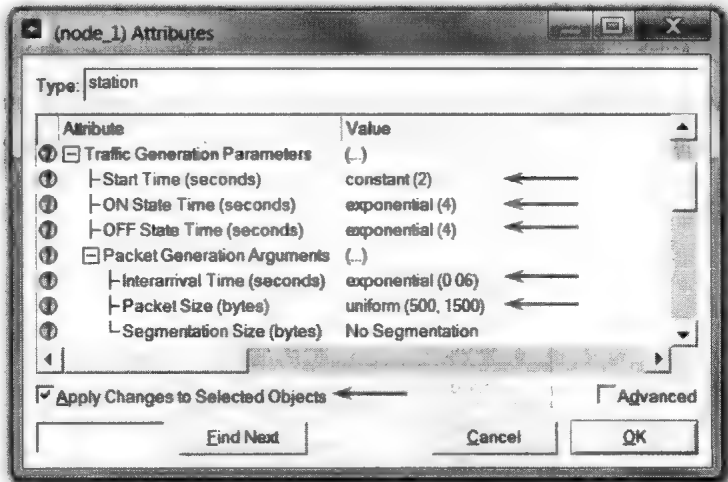 (node_1) Attributes
Type: station
Attribute Value
Traffic Generation Parameters (...)
Start Time (seconds) constant (2)
ON State Time (seconds) exponential (4)
OFF State Time (seconds) exponential (4)
Packet Generation Arguments (...)
Interarrival Time (seconds) exponential (0.06)
Packet Size (bytes) uniform (500, 1500)
Segmentation Size (bytes) No Segmentation
Apply Changes to Selected Objects Advanced
Find Next Cancel OK